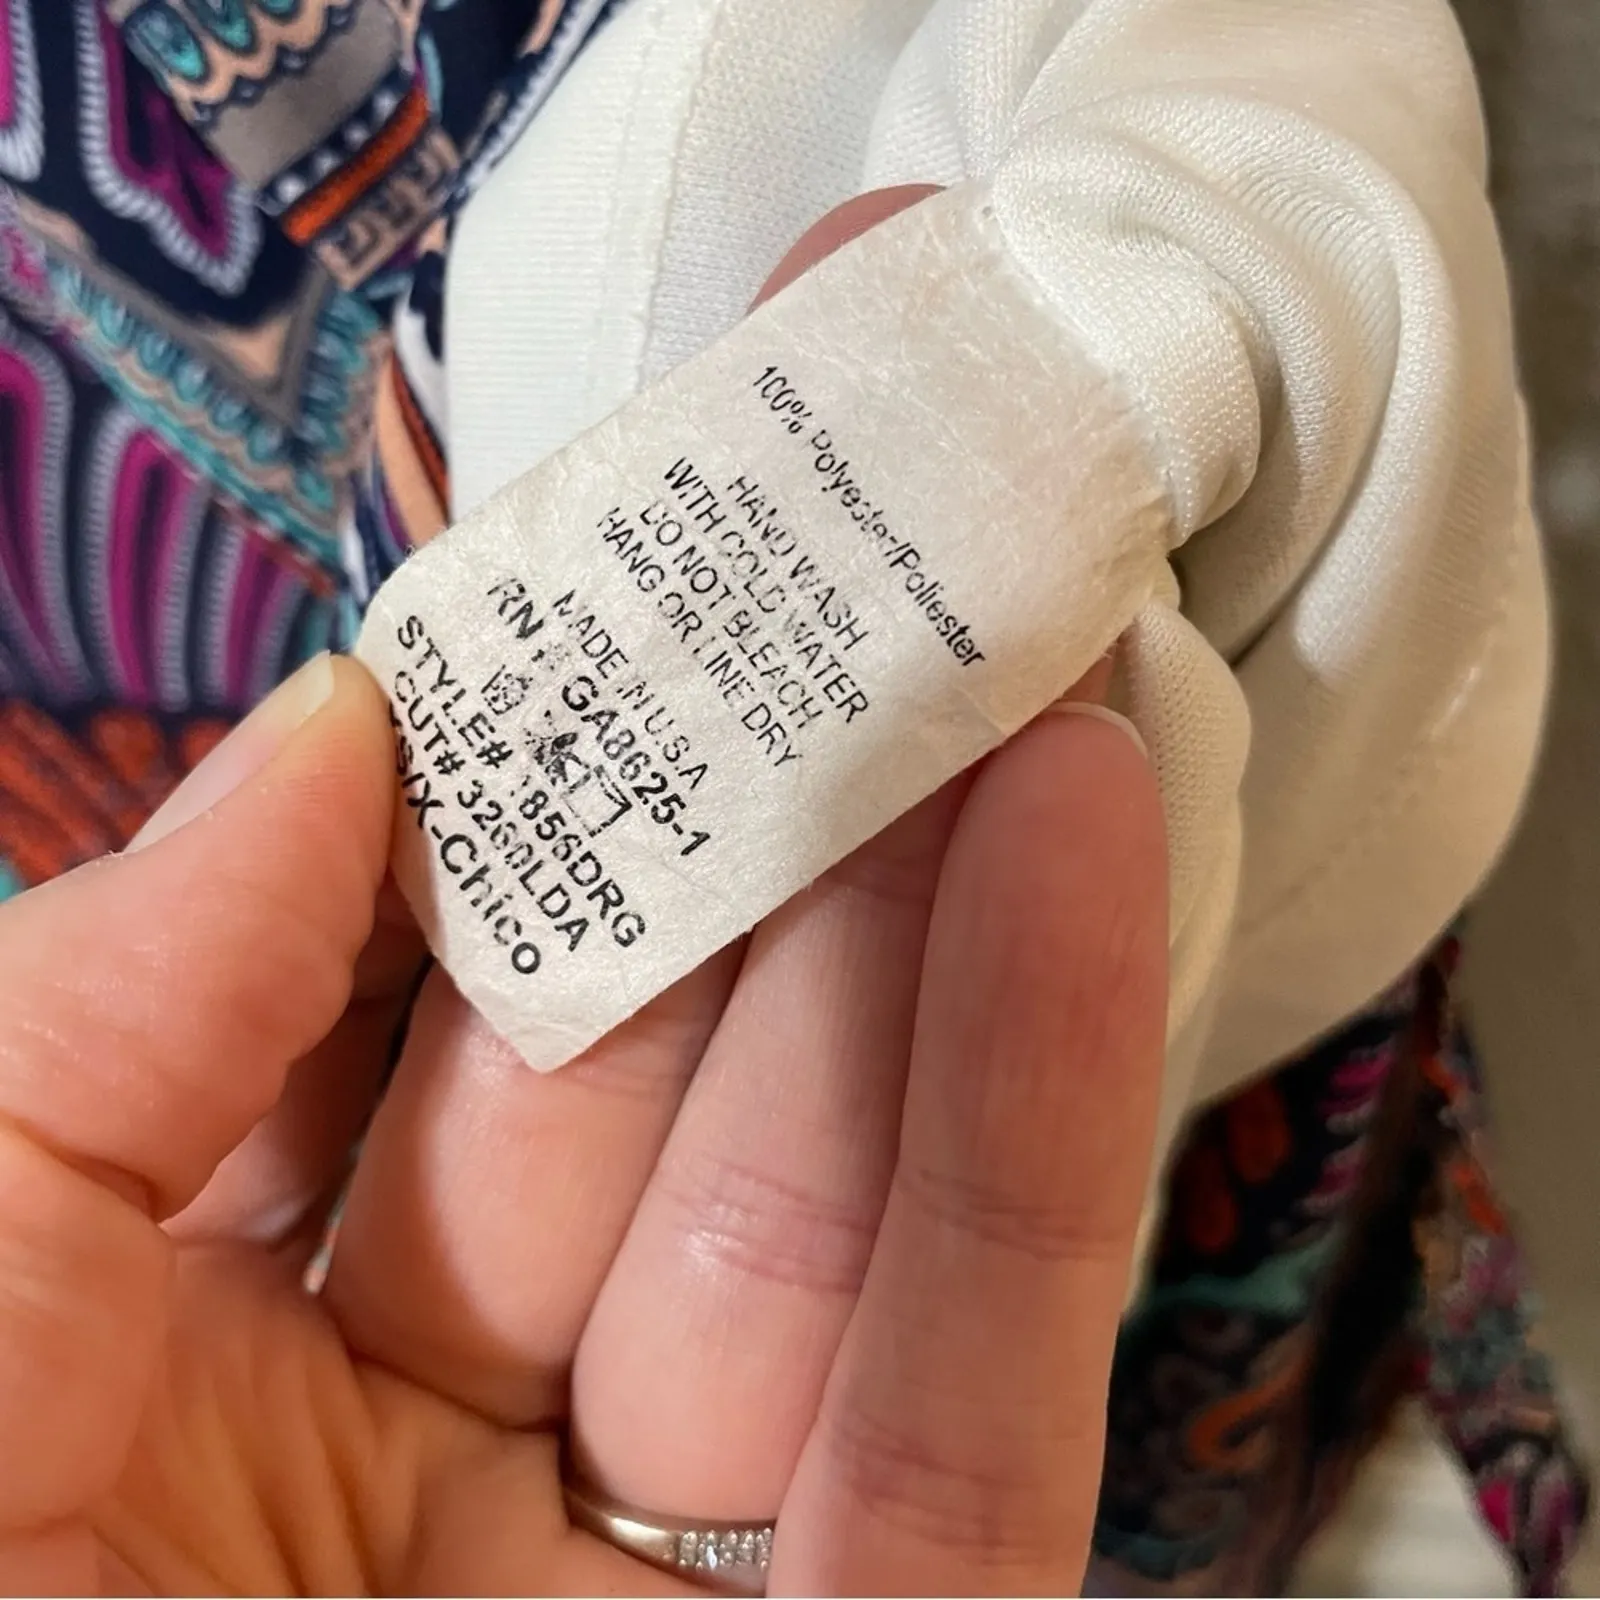 100% Polyester/Poliester
HAND WASH
WITH COLD WATER
DO NOT BLEACH
HANG OR LINE DRY
MADE IN U.S.A
RN # GA8625-1
STYLE# 1856DRG
CUT# 3260LDA
SIX-Chico